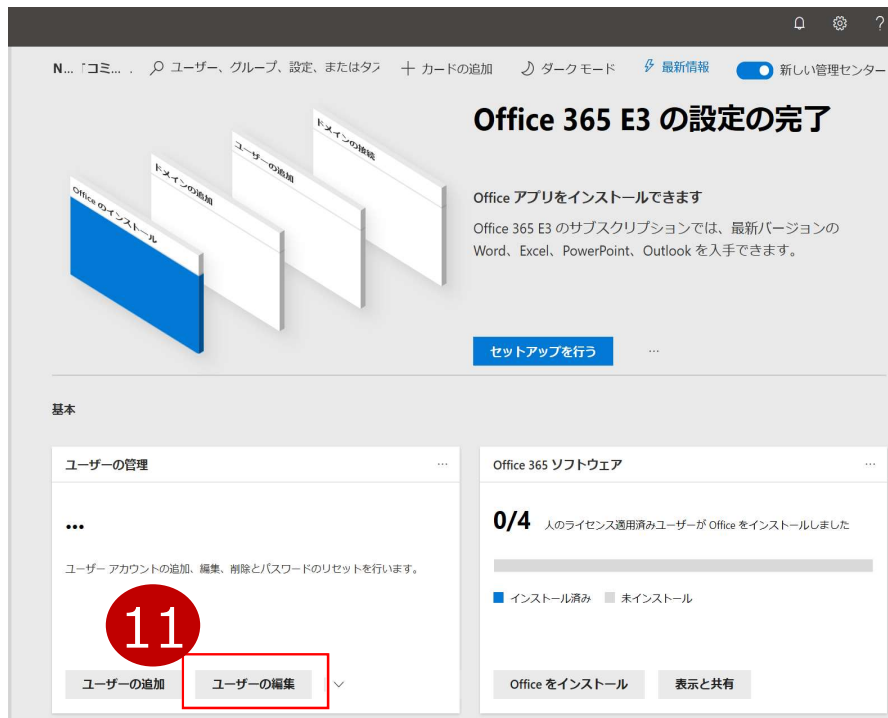 ?
N... 「コミ... .
ユーザー、グループ、設定、またはタス
カードの追加
ダーク モード
最新情報
新しい管理センター
Office 365 E3 の設定の完了
ドメインの接続
ユーザーの追加
ドメインの追加
Office のインストール
Office アプリをインストールできます
Office 365 E3 のサブスクリプションでは、最新バージョンの
Word、Excel、PowerPoint、Outlook を入手できます。
セットアップを行う
...
基本
ユーザーの管理
...
...
ユーザー アカウントの追加、編集、削除とパスワードのリセットを行います。
11
ユーザーの追加
ユーザーの編集
Office 365 ソフトウェア
...
0/4 人のライセンス適用済みユーザーが Office をインストールしました
インストール済み
未インストール
Office をインストール
表示と共有